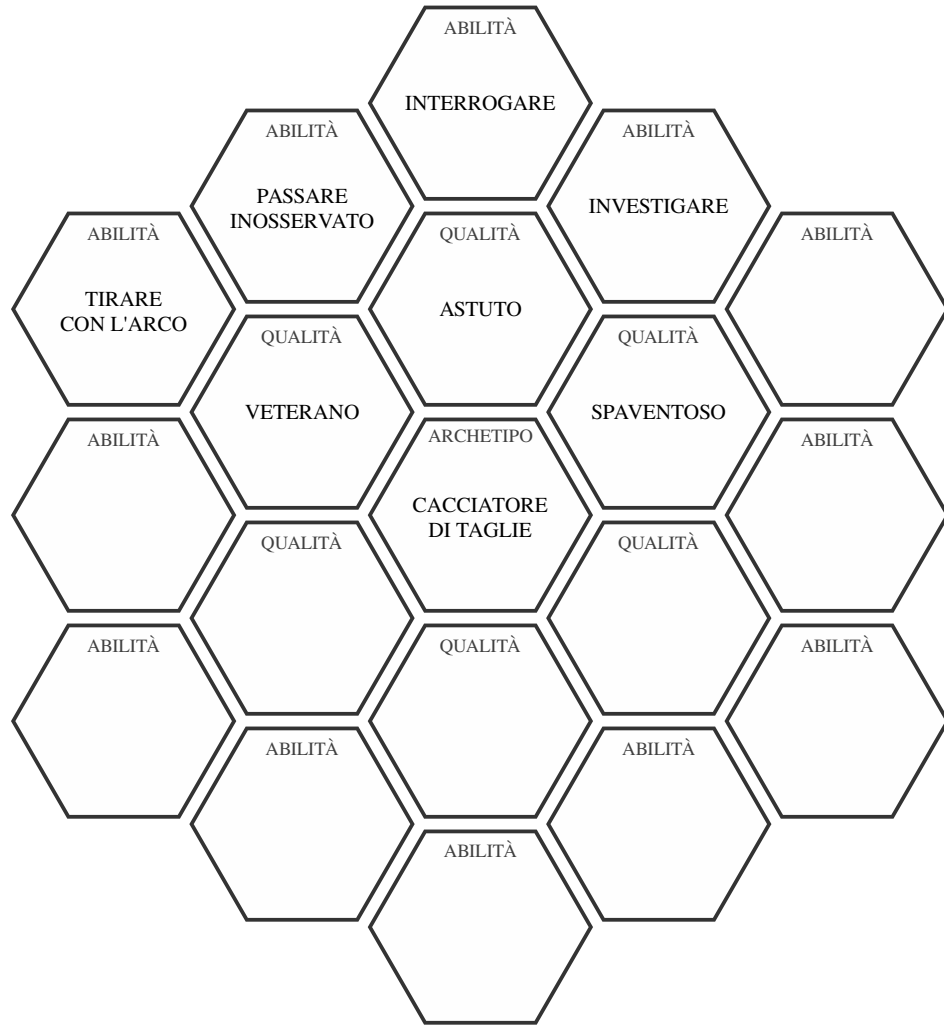 ABILITÀ
INTERROGARE
ABILITÀ
PASSARE
INOSSERVATO
ABILITÀ
INVESTIGARE
ABILITÀ
TIRARE
CON L'ARCO
QUALITÀ
ASTUTO
ABILITÀ
QUALITÀ
VETERANO
QUALITÀ
SPAVENTOSO
ABILITÀ
ARCHETIPO
CACCIATORE
DI TAGLIE
ABILITÀ
QUALITÀ
QUALITÀ
ABILITÀ
QUALITÀ
ABILITÀ
ABILITÀ
ABILITÀ
ABILITÀ